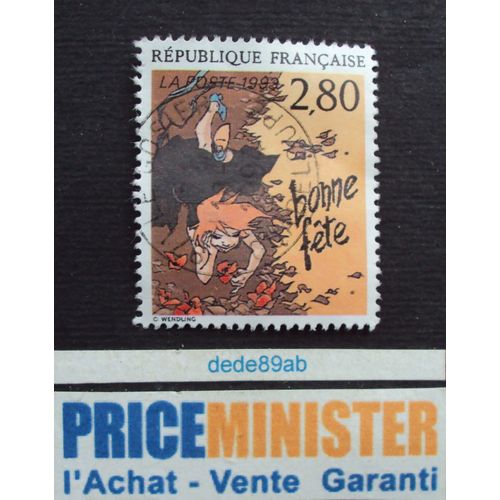 RÉPUBLIQUE FRANÇAISE
LA POSTE 1993
2,80
bonne
fête
© WENDLING
dede89ab
PRICEMINISTER
l'Achat - Vente Garanti